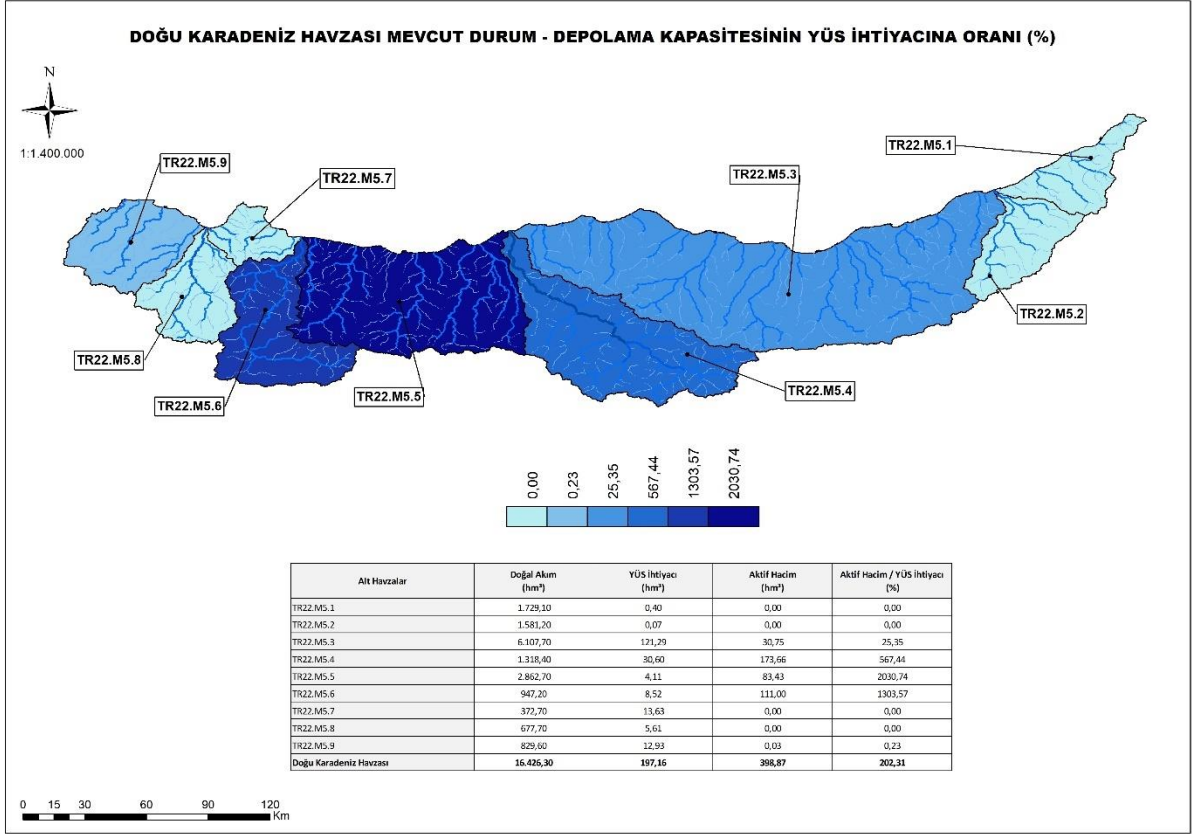 DOĞU KARADENİZ HAVZASI MEVCUT DURUM - DEPOLAMA KAPASİTESİNİN YÜS İHTİYACINA ORANI (%)
N
1:1.400.000
TR22.M5.9
TR22.M5.7
TR22.M5.3
TR22.M5.1
TR22.M5.2
TR22.M5.8
TR22.M5.6
TR22.M5.5
TR22.M5.4
0,00
0,23
25,35
567,44
1303,57
2030,74
Alt Havzalar Doğal Akım (hm³) YÜS İhtiyacı (hm³) Aktif Hacim (hm³) Aktif Hacim / YÜS İhtiyacı (%)
TR22.M5.1 1.729,10 0,40 0,00 0,00
TR22.M5.2 1.581,20 0,07 0,00 0,00
TR22.M5.3 6.107,70 121,29 30,75 25,35
TR22.M5.4 1.318,40 30,60 173,66 567,44
TR22.M5.5 2.862,70 4,11 83,43 2030,74
TR22.M5.6 947,20 8,52 111,00 1303,57
TR22.M5.7 372,70 13,63 0,00 0,00
TR22.M5.8 677,70 5,61 0,00 0,00
TR22.M5.9 829,60 12,93 0,03 0,23
Doğu Karadeniz Havzası 16.426,30 197,16 398,87 202,31
0 15 30 60 90 120
Km